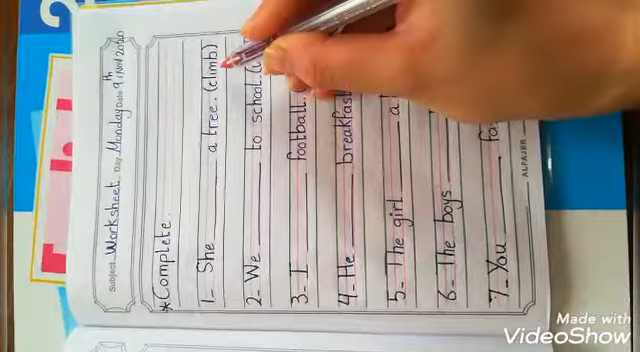 Subject: Worksheet Day: Monday Date 9th Nov 2020
*Complete.
1- She ______ a tree. (climb)
2- We ______ to school.
3- I ______ football.
4- He ______ breakfast
5- The girl ______ a
6- The boys ______
7- You ______ fa
ALFAJER
Made with
VideoShow